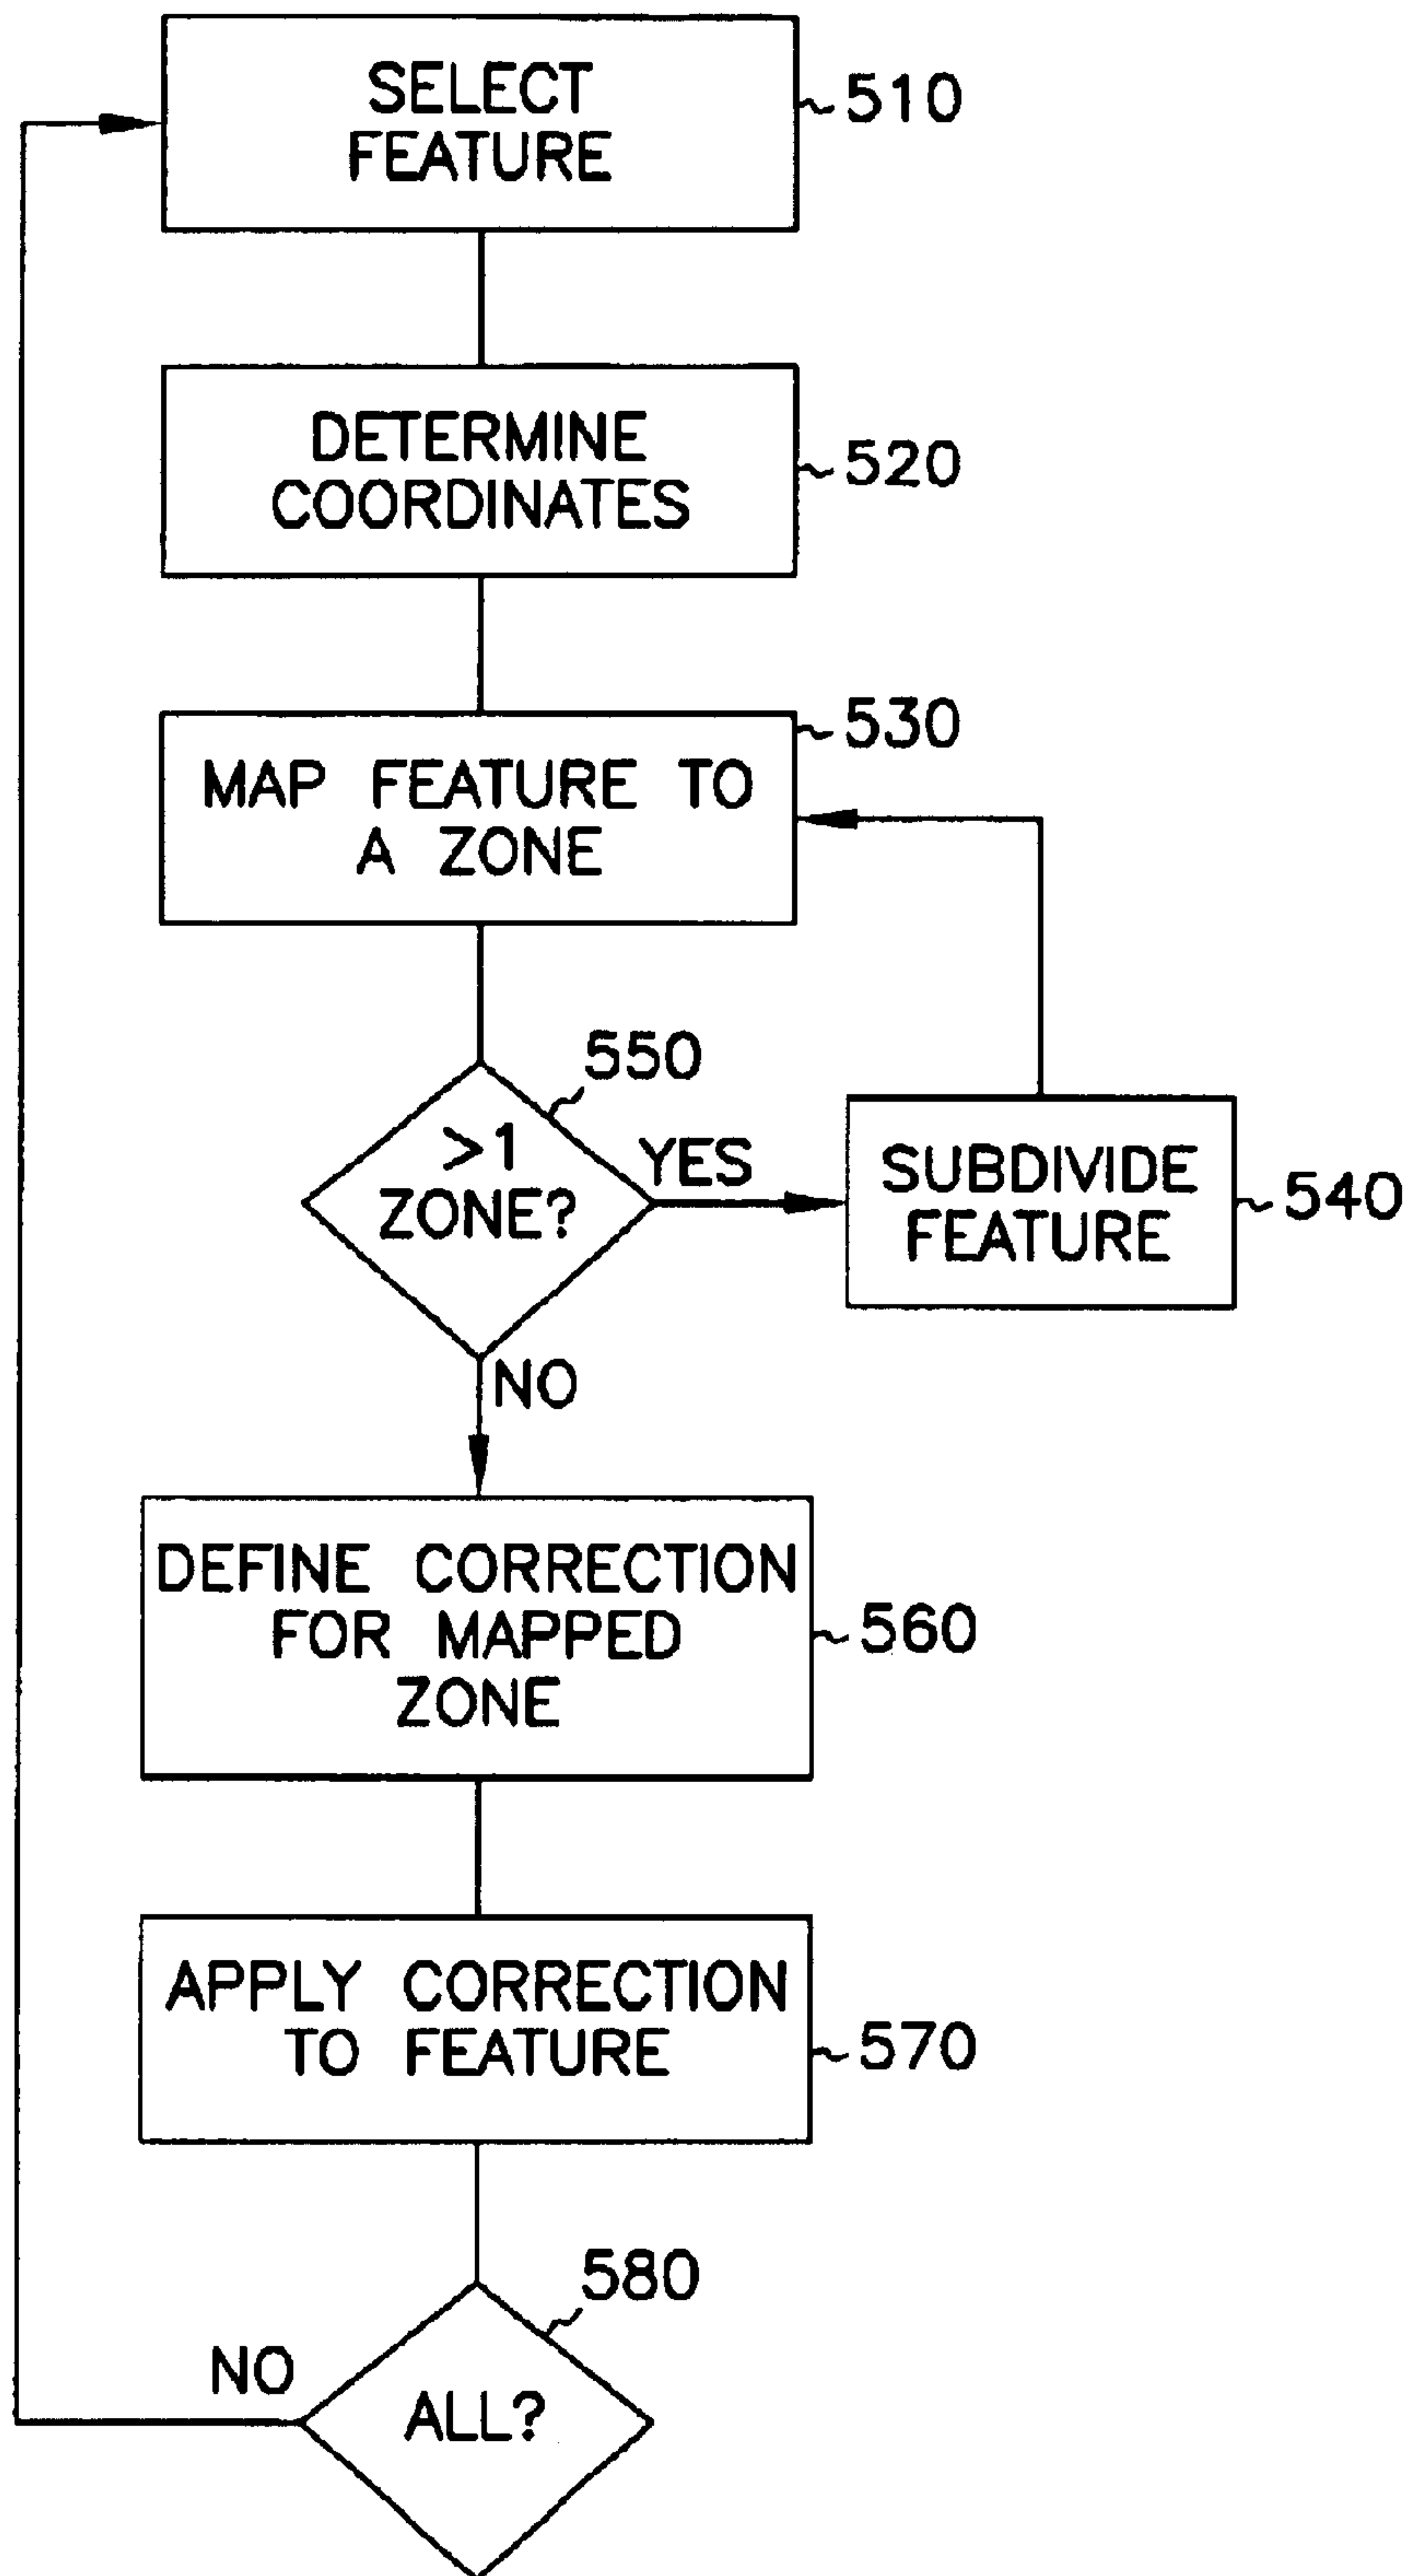 SELECT
FEATURE
510
DETERMINE
COORDINATES
520
530
MAP FEATURE TO
A ZONE
550
>1
ZONE?
YES
SUBDIVIDE
FEATURE
540
NO
DEFINE CORRECTION
FOR MAPPED
ZONE
560
APPLY CORRECTION
TO FEATURE
570
580
NO
ALL?